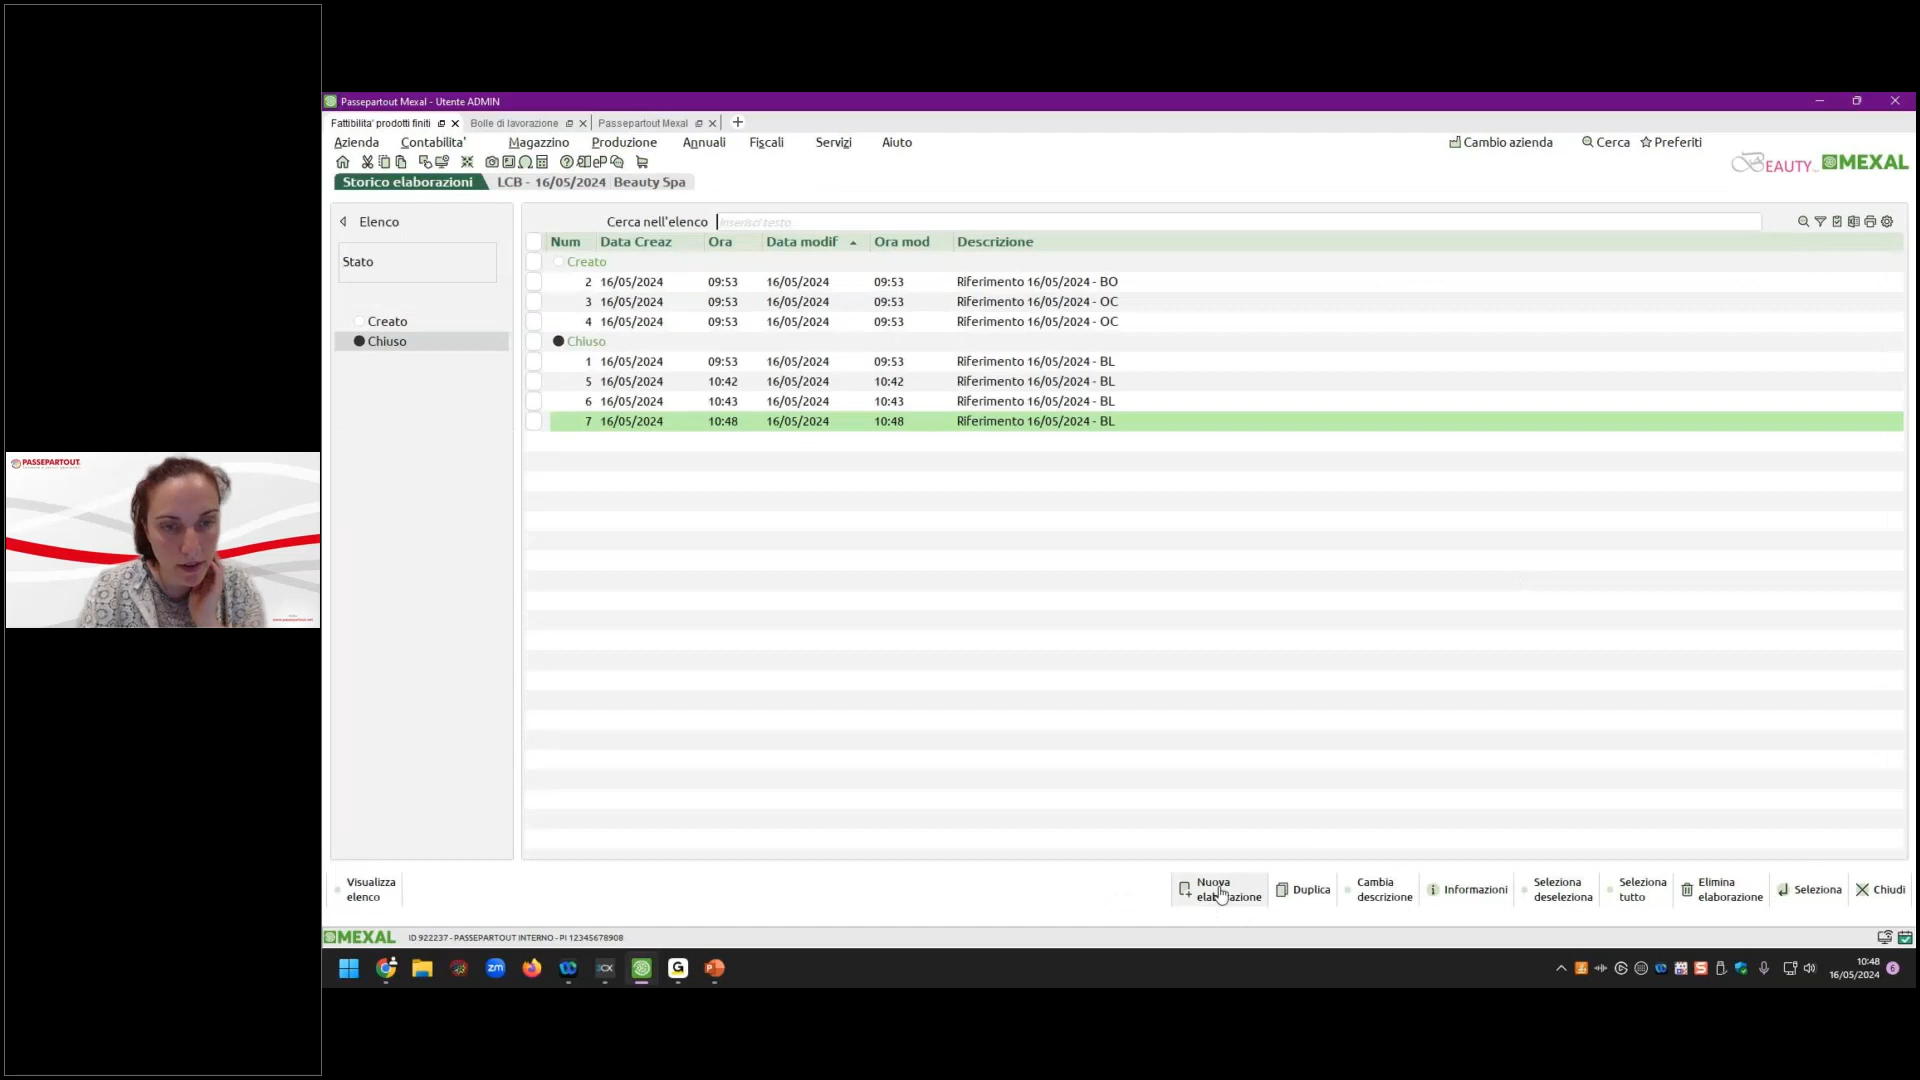 Passepartout Mexal - Utente ADMIN
Fattibilita' prodotti finiti
Bolle di lavorazione
Passepartout Mexal
Azienda Contabilita' Magazzino Produzione Annuali Fiscali Servizi Aiuto
Cambio azienda Cerca Preferiti
BEAUTY MEXAL
Storico elaborazioni LCB - 16/05/2024 Beauty Spa
Elenco
Stato
Creato
Chiuso
Cerca nell'elenco Inserisci testo
Num Data Creaz Ora Data modif Ora mod Descrizione
Creato
2 16/05/2024 09:53 16/05/2024 09:53 Riferimento 16/05/2024 - BO
3 16/05/2024 09:53 16/05/2024 09:53 Riferimento 16/05/2024 - OC
4 16/05/2024 09:53 16/05/2024 09:53 Riferimento 16/05/2024 - OC
Chiuso
1 16/05/2024 09:53 16/05/2024 09:53 Riferimento 16/05/2024 - BL
5 16/05/2024 10:42 16/05/2024 10:42 Riferimento 16/05/2024 - BL
6 16/05/2024 10:43 16/05/2024 10:43 Riferimento 16/05/2024 - BL
7 16/05/2024 10:48 16/05/2024 10:48 Riferimento 16/05/2024 - BL
PASSEPARTOUT
www.passepartout.net
Visualizza
elenco
Nuova
elaborazione
Duplica
Cambia
descrizione
Informazioni
Seleziona
deseleziona
Seleziona
tutto
Elimina
elaborazione
Seleziona
Chiudi
MEXAL ID 922237 - PASSEPARTOUT INTERNO - PI 12345678908
zm
10:48
16/05/2024
6